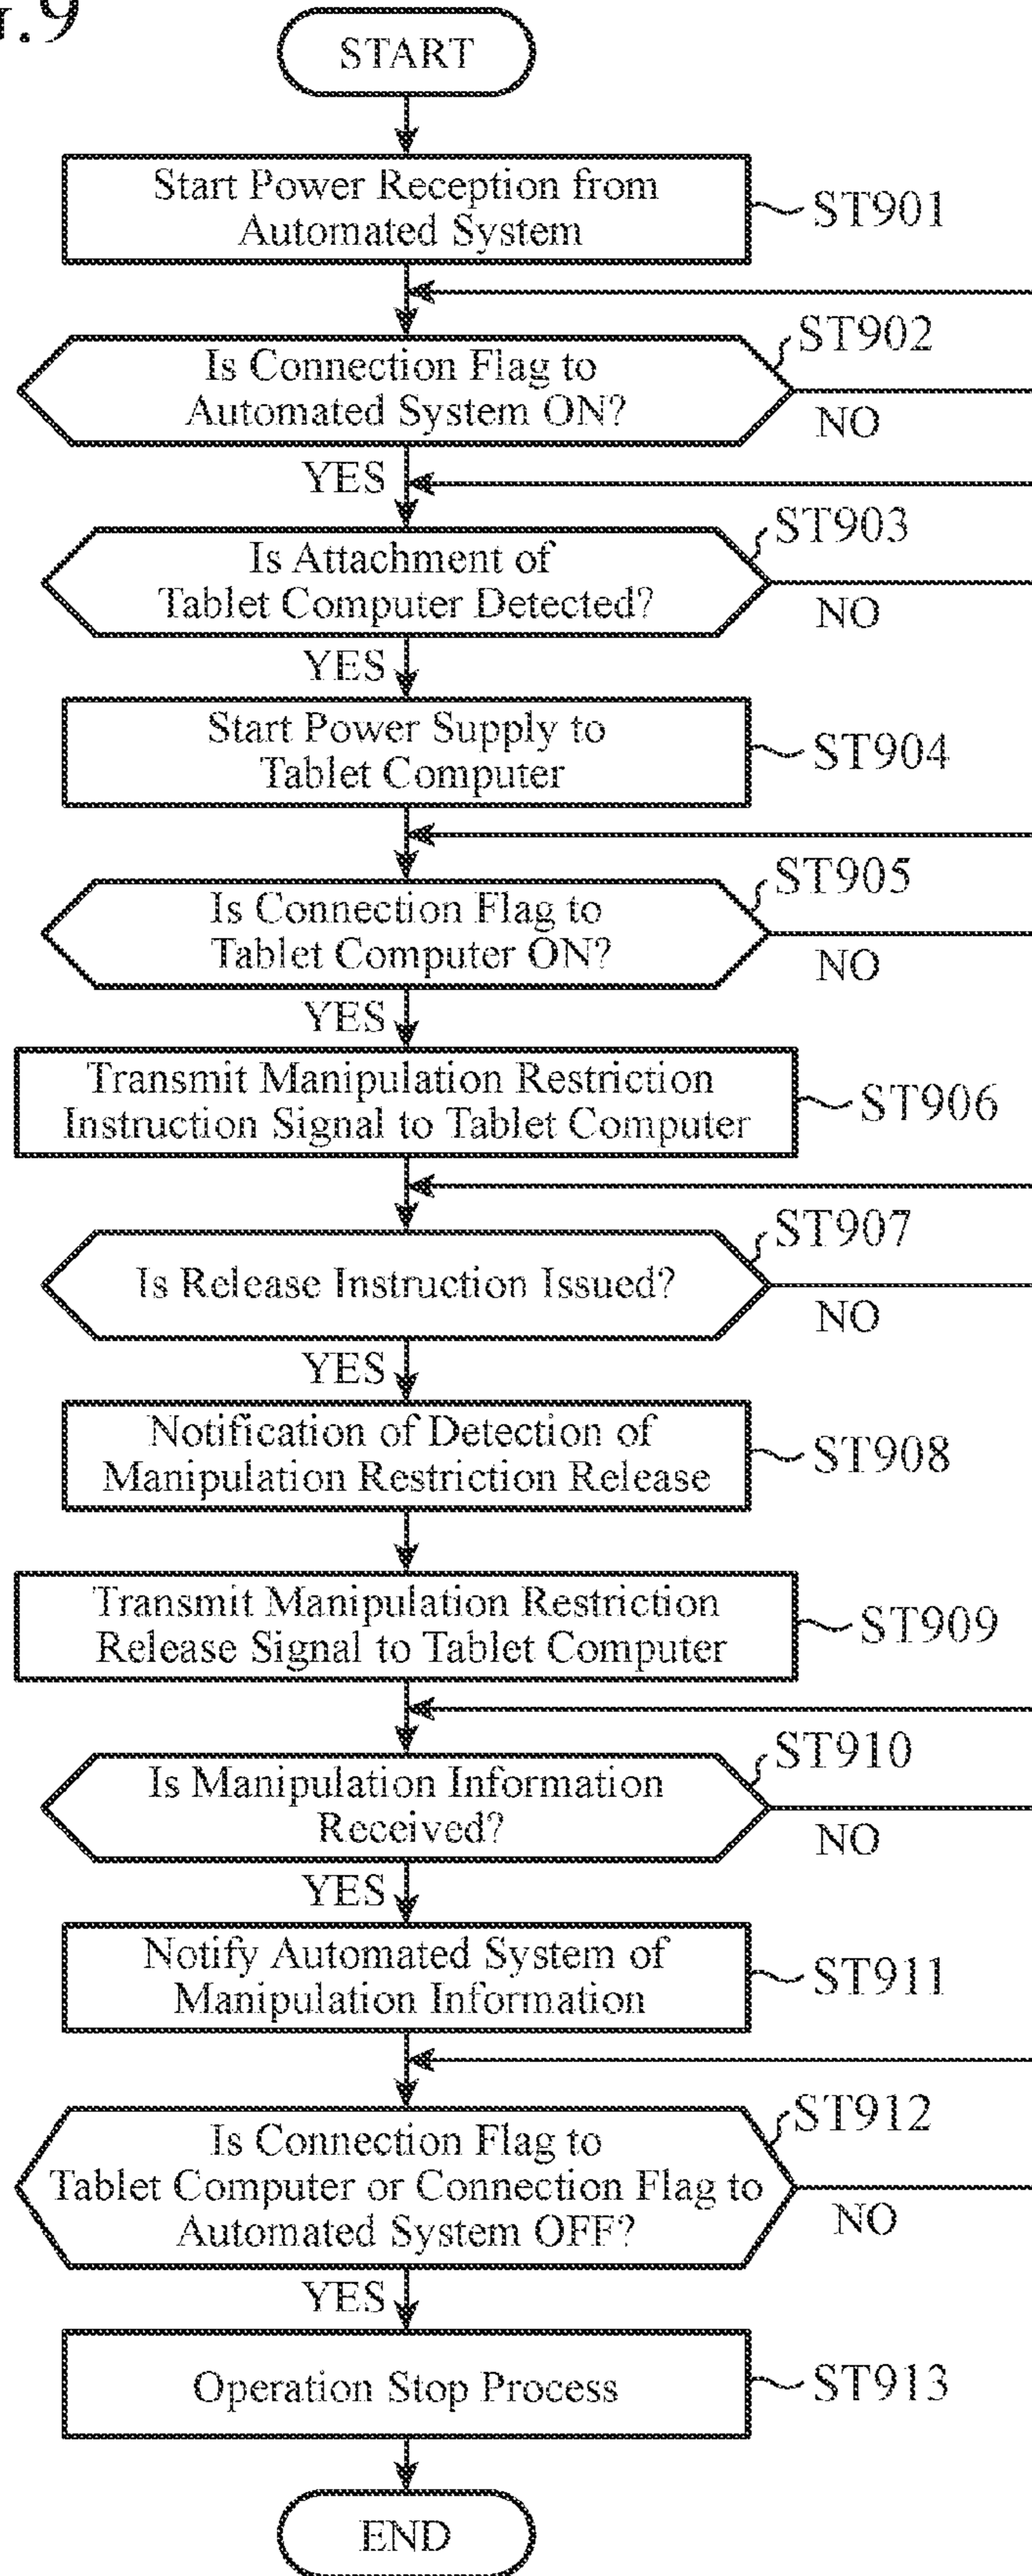 .9
START
Start Power Reception from
Automated System
ST901
ST902
Is Connection Flag to
Automated System ON?
NO
YES
ST903
Is Attachment of
Tablet Computer Detected?
NO
YES
Start Power Supply to
Tablet Computer
ST904
ST905
Is Connection Flag to
Tablet Computer ON?
NO
YES
Transmit Manipulation Restriction
Instruction Signal to Tablet Computer
ST906
ST907
Is Release Instruction Issued?
NO
YES
Notification of Detection of
Manipulation Restriction Release
ST908
Transmit Manipulation Restriction
Release Signal to Tablet Computer
ST909
ST910
Is Manipulation Information
Received?
NO
YES
Notify Automated System of
Manipulation Information
ST911
ST912
Is Connection Flag to
Tablet Computer or Connection Flag to
Automated System OFF?
NO
YES
Operation Stop Process
ST913
END